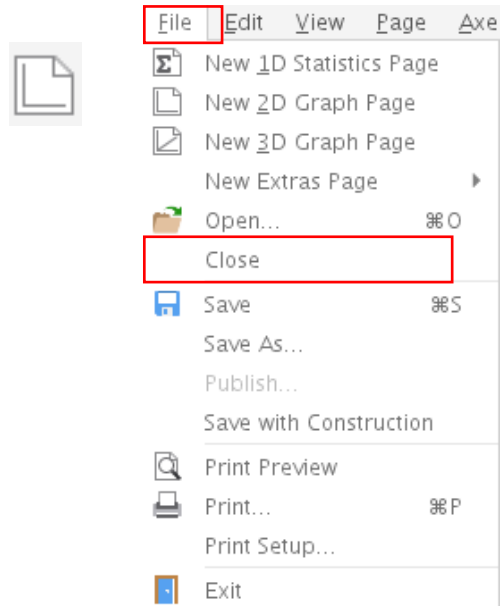 File Edit View Page Axe
New 1D Statistics Page
New 2D Graph Page
New 3D Graph Page
New Extras Page
Open... ⌘O
Close
Save ⌘S
Save As...
Publish...
Save with Construction
Print Preview
Print... ⌘P
Print Setup...
Exit